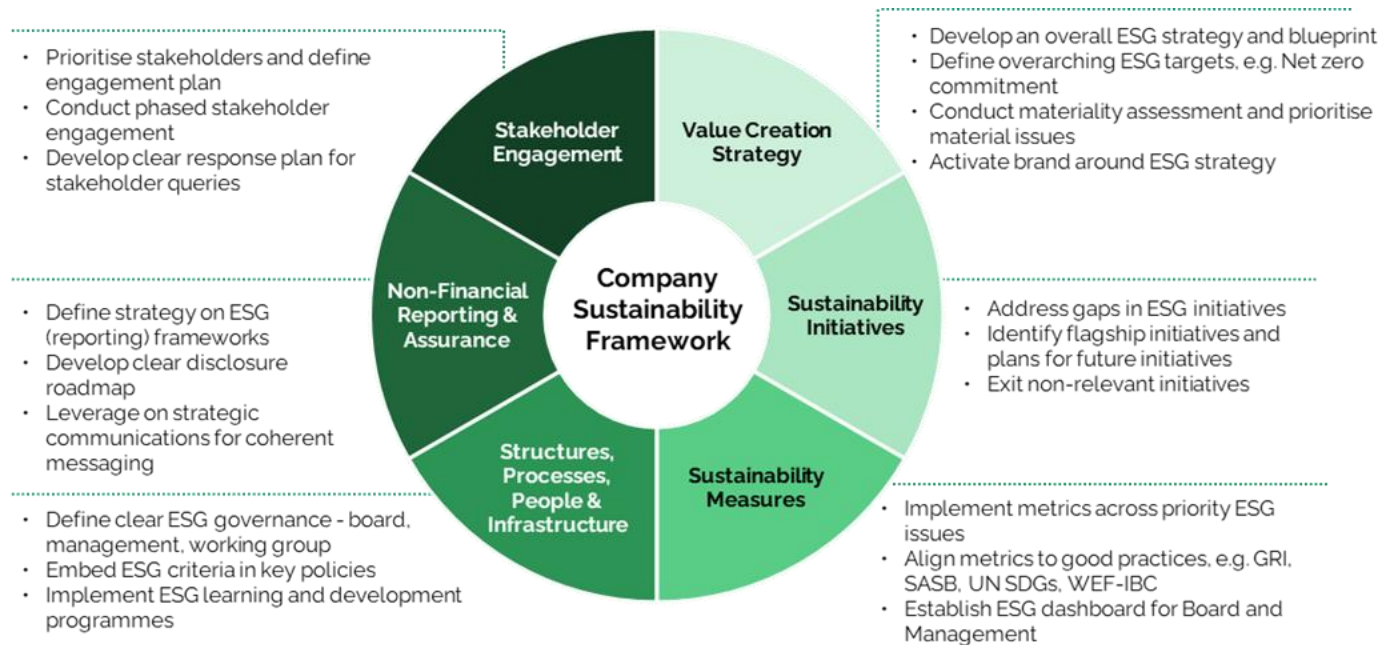 Company
Sustainability
Framework
Value Creation
Strategy
• Develop an overall ESG strategy and blueprint
• Define overarching ESG targets, e.g. Net zero
commitment
• Conduct materiality assessment and prioritise
material issues
• Activate brand around ESG strategy
Sustainability
Initiatives
• Address gaps in ESG initiatives
• Identify flagship initiatives and
plans for future initiatives
• Exit non-relevant initiatives
Sustainability
Measures
• Implement metrics across priority ESG
issues
• Align metrics to good practices, e.g. GRI,
SASB, UN SDGs, WEF-IBC
• Establish ESG dashboard for Board and
Management
Structures,
Processes,
People &
Infrastructure
• Define clear ESG governance - board,
management, working group
• Embed ESG criteria in key policies
• Implement ESG learning and development
programmes
Non-Financial
Reporting &
Assurance
• Define strategy on ESG
(reporting) frameworks
• Develop clear disclosure
roadmap
• Leverage on strategic
communications for coherent
messaging
Stakeholder
Engagement
• Prioritise stakeholders and define
engagement plan
• Conduct phased stakeholder
engagement
• Develop clear response plan for
stakeholder queries